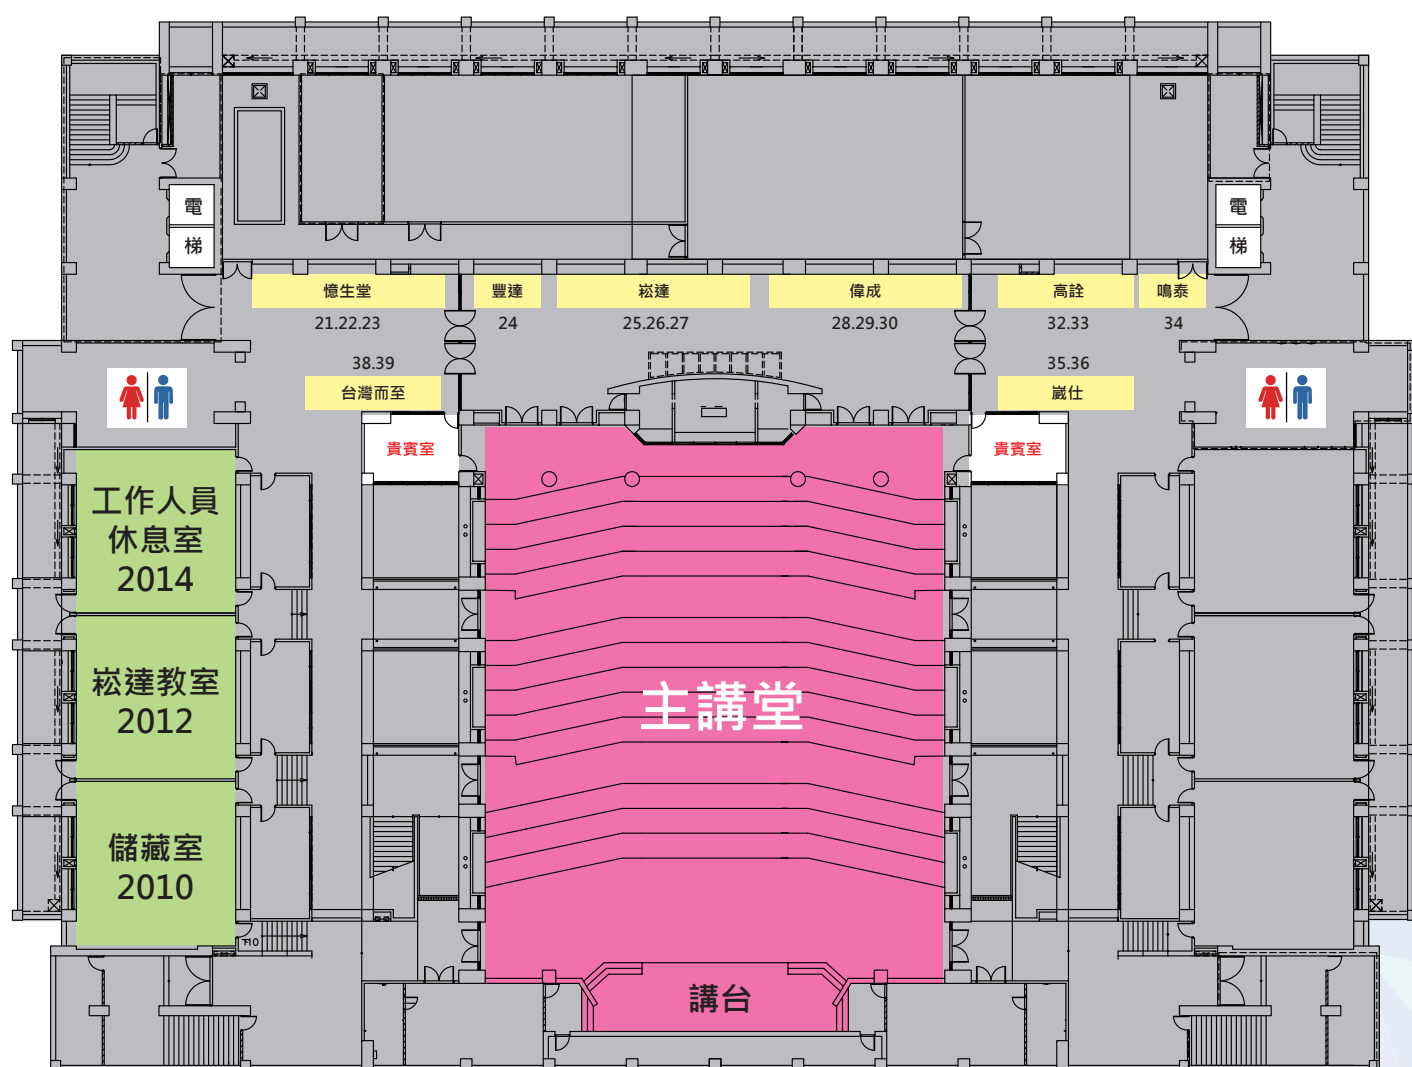 電
梯
電
梯
憶生堂
豐達
崧達
偉成
高詮
鳴泰
21.22.23
24
25.26.27
28.29.30
32.33
34
38.39
35.36
台灣而至
崴仕
貴賓室
貴賓室
工作人員
休息室
2014
崧達教室
2012
主講堂
儲藏室
2010
講台